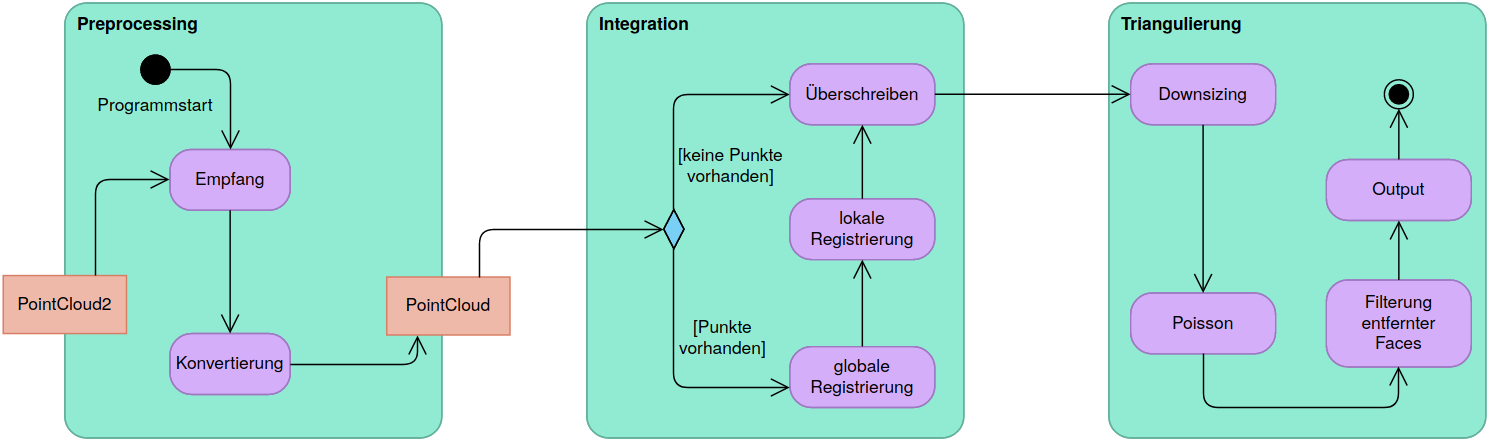 Preprocessing
Programmstart
Empfang
PointCloud2
Konvertierung
PointCloud
Integration
Überschreiben
[keine Punkte
vorhanden]
lokale
Registrierung
[Punkte
vorhanden]
globale
Registrierung
Triangulierung
Downsizing
Poisson
Filterung
entfernter
Faces
Output